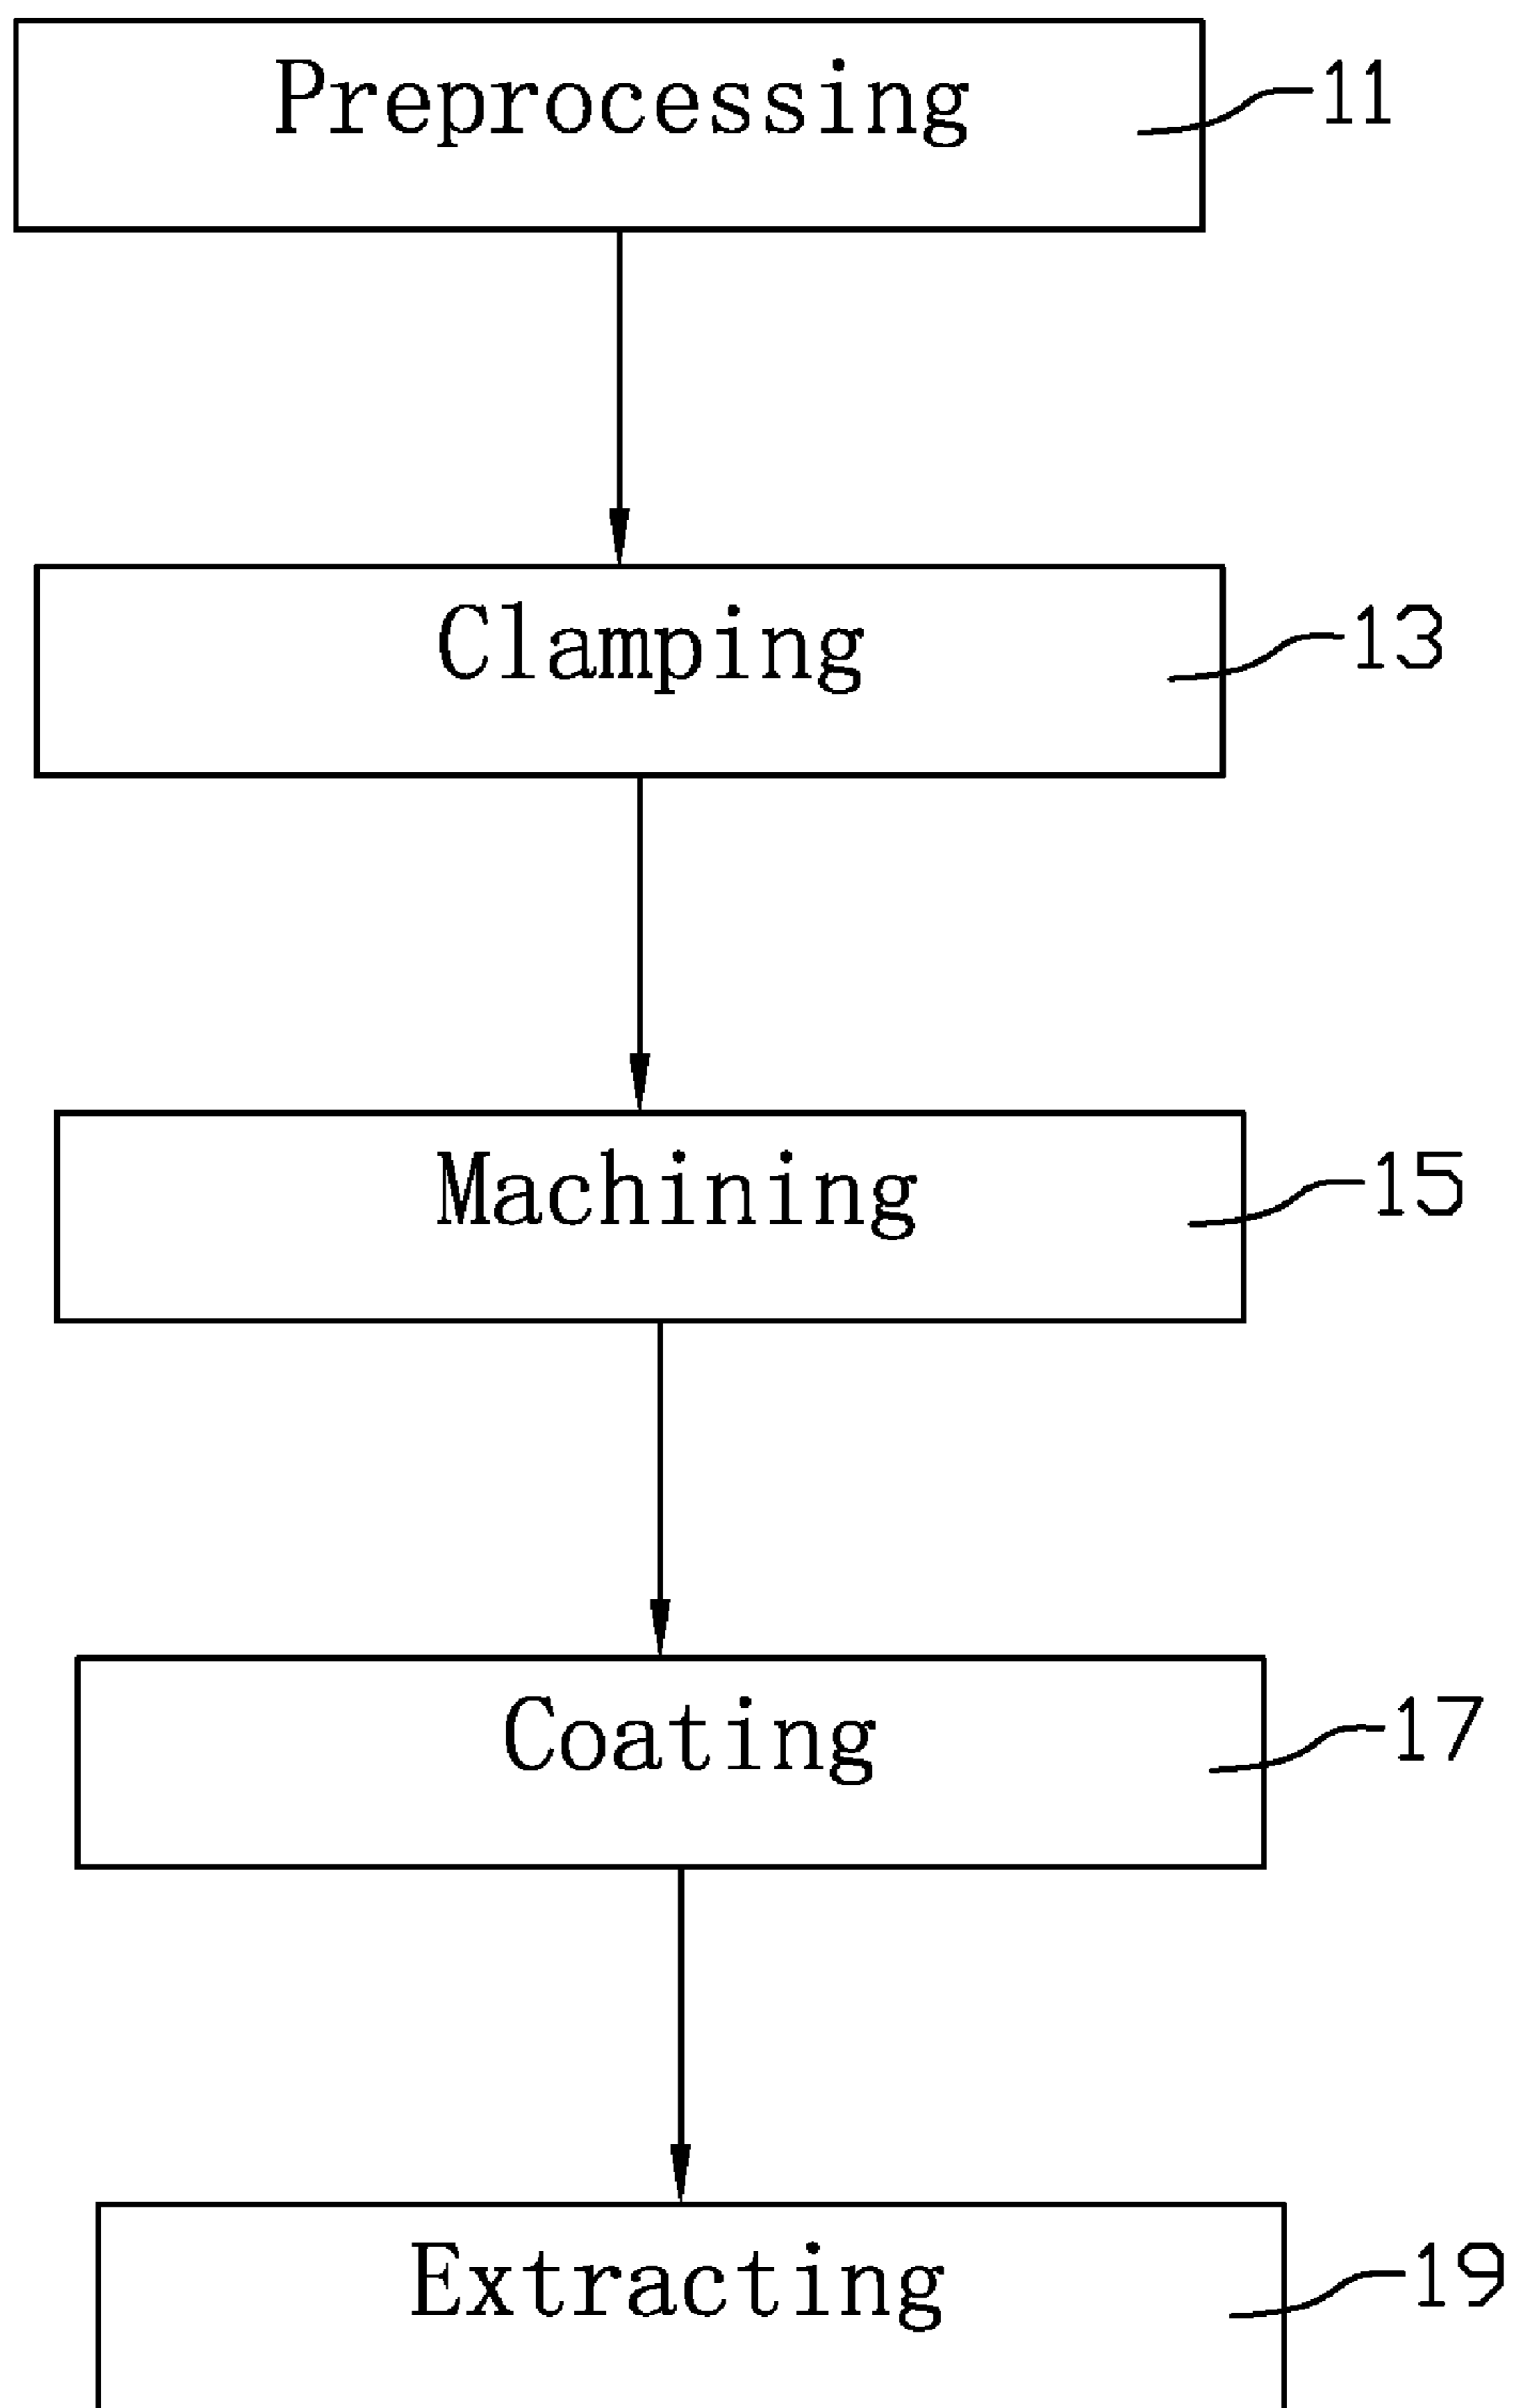 Preprocessing 11
Clamping 13
Machining 15
Coating 17
Extracting 19